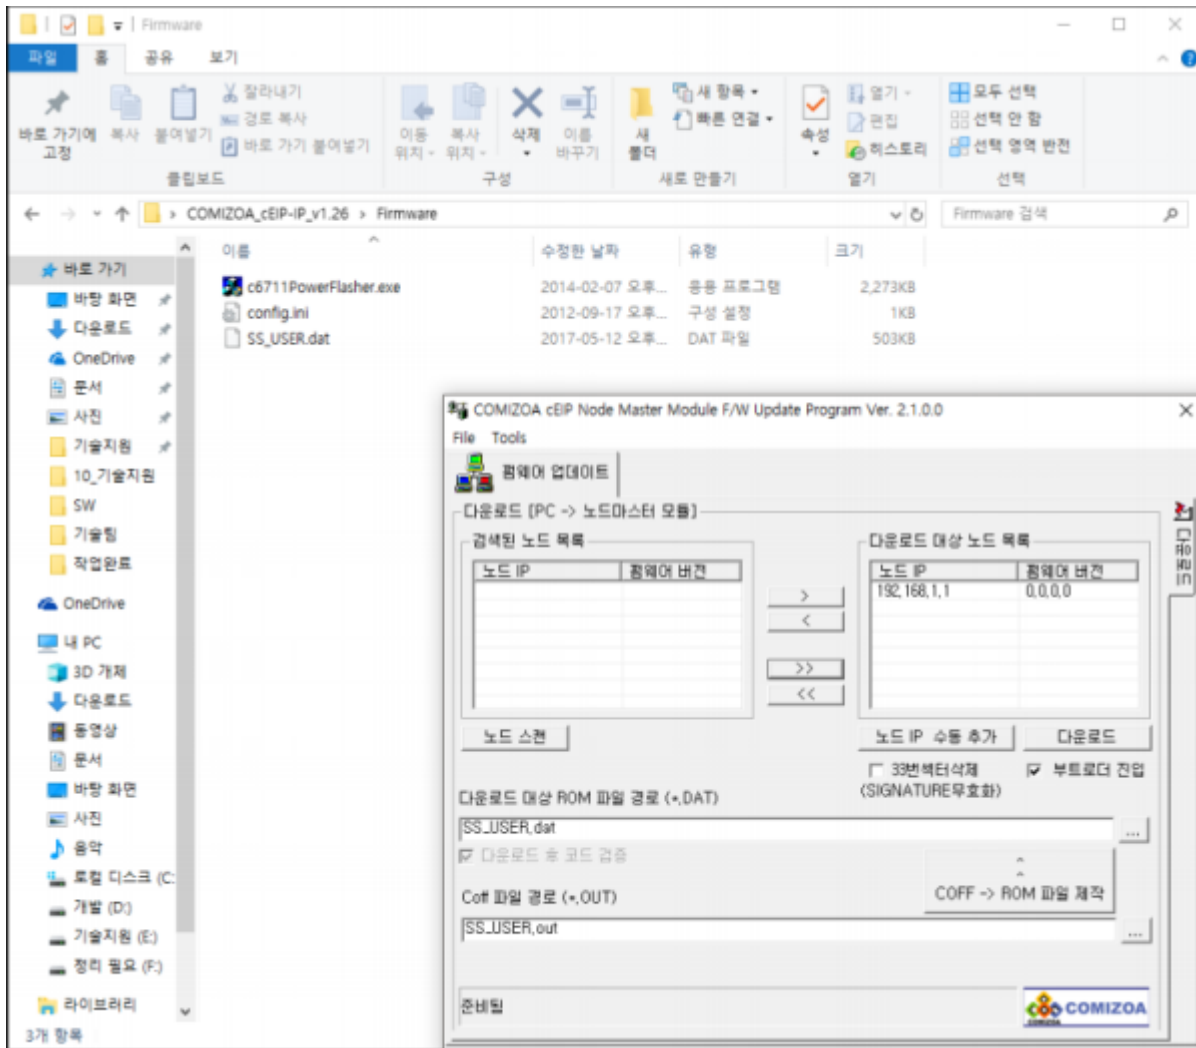 Firmware
파일 홈 공유 보기
바로 가기에 고정
복사
붙여넣기
잘라내기
경로 복사
바로 가기 붙여넣기
클립보드
이동 위치
복사 위치
삭제
이름 바꾸기
구성
새 폴더
새 항목
빠른 연결
새로 만들기
속성
열기
편집
히스토리
열기
모두 선택
선택 안 함
선택 영역 반전
선택
COMIZOA_cEIP-IP_v1.26 > Firmware
Firmware 검색
이름 수정한 날짜 유형 크기
c6711PowerFlasher.exe 2014-02-07 오후... 응용 프로그램 2,273KB
config.ini 2012-09-17 오후... 구성 설정 1KB
SS_USER.dat 2017-05-12 오후... DAT 파일 503KB
바로 가기
바탕 화면
다운로드
OneDrive
문서
사진
기술지원
10_기술지원
SW
기술팀
작업완료
OneDrive
내 PC
3D 개체
다운로드
동영상
문서
바탕 화면
사진
음악
로컬 디스크 (C:
개발 (D:)
기술지원 (E:)
정리 필요 (F:)
라이브러리
3개 항목
COMIZOA cEIP Node Master Module F/W Update Program Ver. 2.1.0.0
File Tools
펌웨어 업데이트
다운로드 [PC -> 노드마스터 모듈]
검색된 노드 목록
노드 IP 펌웨어 버전
>
<
>>
<<
다운로드 대상 노드 목록
노드 IP 펌웨어 버전
192,168,1,1 0,0,0,0
노드 스캔
노드 IP 수동 추가
다운로드
33번섹터삭제
(SIGNATURE무효화)
부트로더 진입
다운로드 대상 ROM 파일 경로 (*,DAT)
SS_USER,dat
...
다운로드 후 코드 검증
COFF -> ROM 파일 제작
Coff 파일 경로 (*,OUT)
SS_USER,out
...
준비됨
COMIZOA